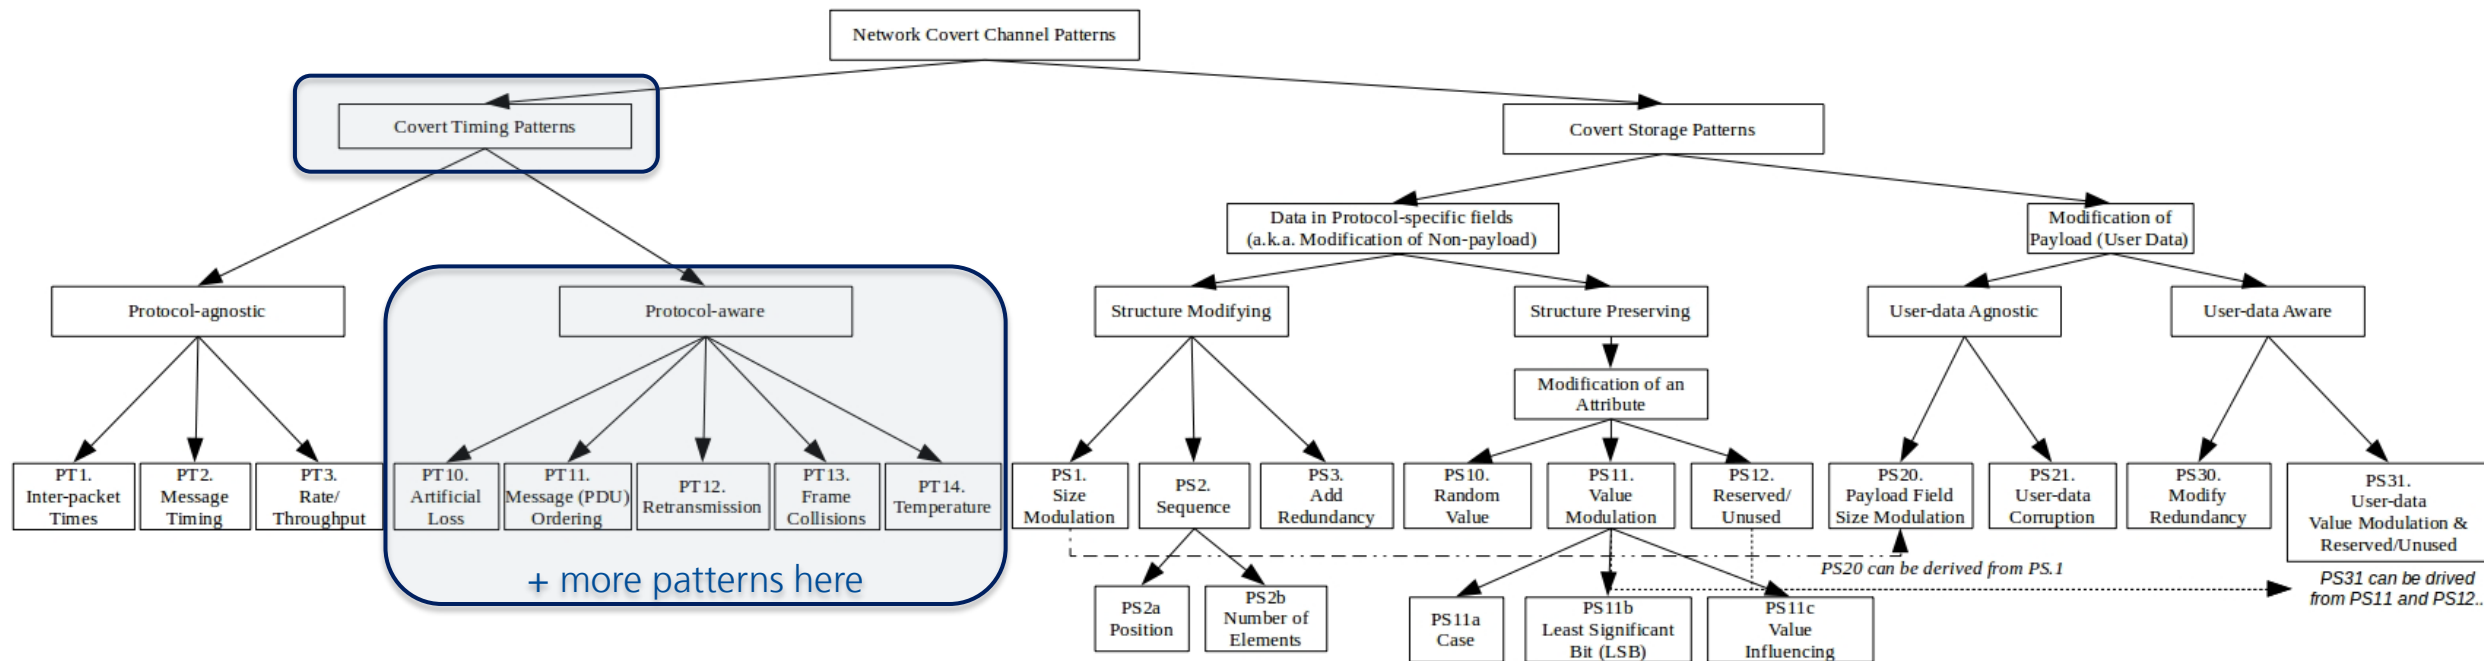 Network Covert Channel Patterns
Covert Timing Patterns
Covert Storage Patterns
Data in Protocol-specific fields
(a.k.a. Modification of Non-payload)
Modification of
Payload (User Data)
Protocol-agnostic
Protocol-aware
Structure Modifying
Structure Preserving
User-data Agnostic
User-data Aware
Modification of an
Attribute
PT1.
Inter-packet
Times
PT2.
Message
Timing
PT3.
Rate/
Throughput
PT10.
Artificial
Loss
PT11.
Message (PDU)
Ordering
PT12.
Retransmission
PT13.
Frame
Collisions
PT14.
Temperature
PS1.
Size
Modulation
PS2.
Sequence
PS3.
Add
Redundancy
PS10.
Random
Value
PS11.
Value
Modulation
PS12.
Reserved/
Unused
PS20.
Payload Field
Size Modulation
PS21.
User-data
Corruption
PS30.
Modify
Redundancy
PS31.
User-data
Value Modulation &
Reserved/Unused
+ more patterns here
PS20 can be derived from PS.1
PS31 can be drived
from PS11 and PS12..
PS2a
Position
PS2b
Number of
Elements
PS11a
Case
PS11b
Least Significant
Bit (LSB)
PS11c
Value
Influencing